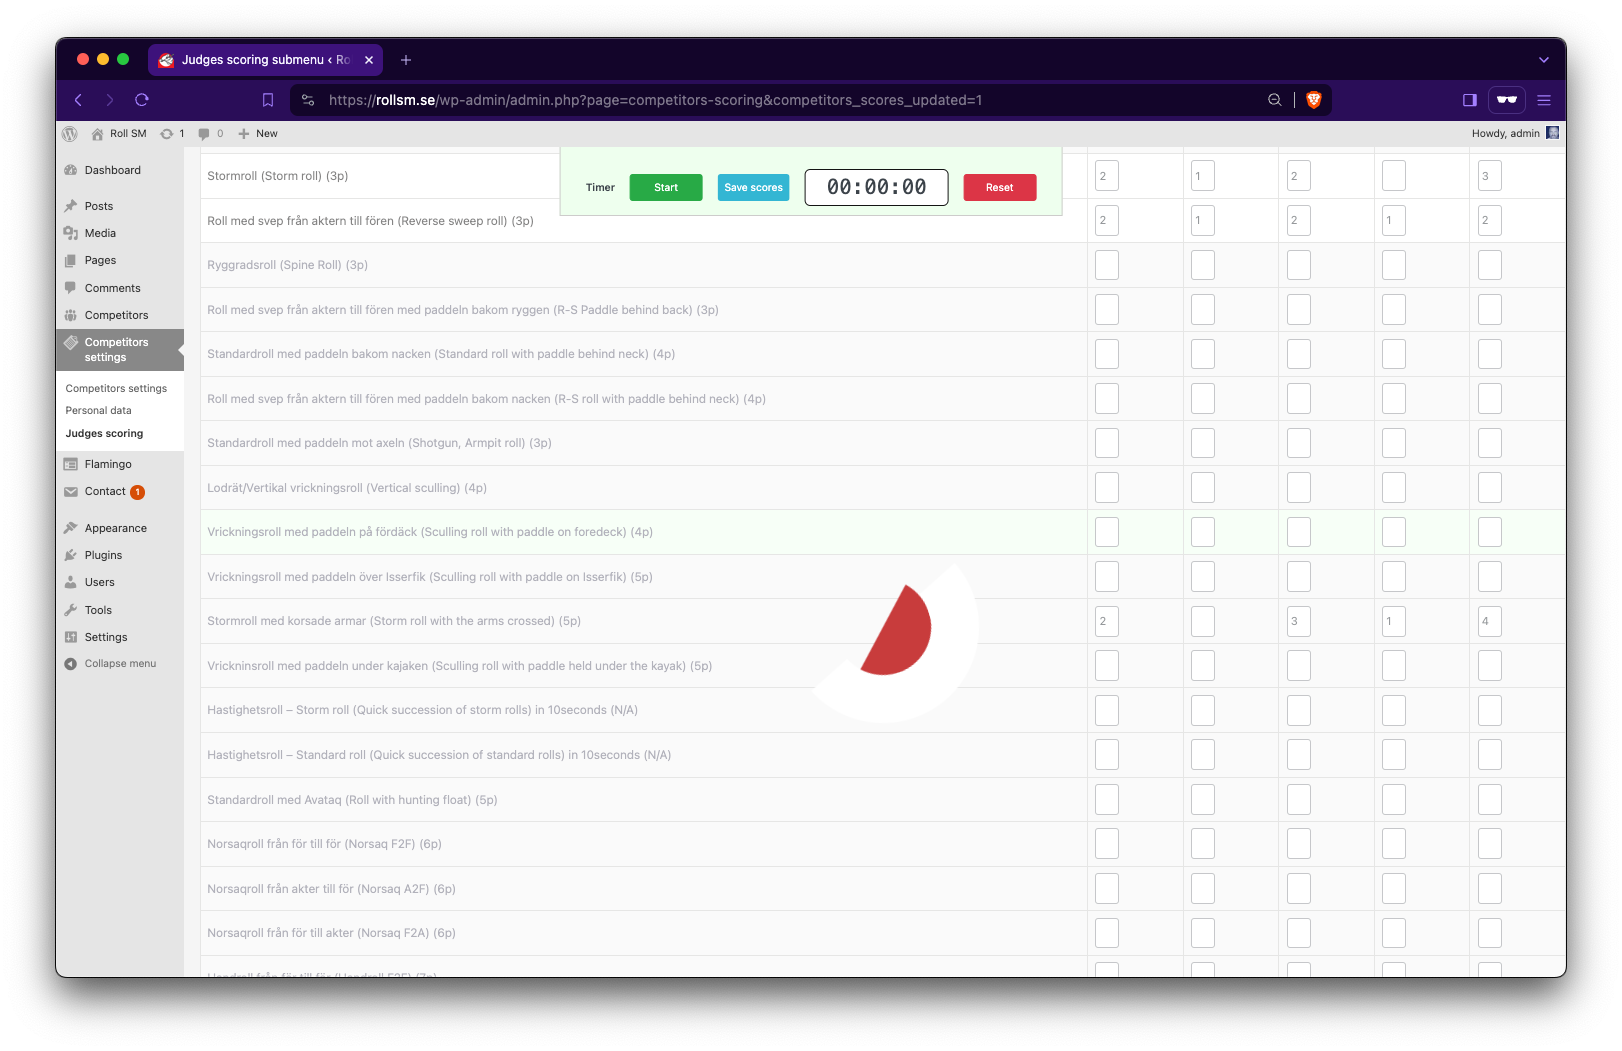 Judges scoring submenu ‹ Ro
https://rollsm.se/wp-admin/admin.php?page=competitors-scoring&competitors_scores_updated=1
Roll SM 1 0 New Howdy, admin
Dashboard
Posts
Media
Pages
Comments
Competitors
Competitors
settings
Competitors settings
Personal data
Judges scoring
Flamingo
Contact 1
Appearance
Plugins
Users
Tools
Settings
Collapse menu
Timer Start Save scores 00:00:00 Reset
Stormroll (Storm roll) (3p) 2 1 2 3
Roll med svep från aktern till fören (Reverse sweep roll) (3p) 2 1 2 1 2
Ryggradsroll (Spine Roll) (3p)
Roll med svep från aktern till fören med paddeln bakom ryggen (R-S Paddle behind back) (3p)
Standardroll med paddeln bakom nacken (Standard roll with paddle behind neck) (4p)
Roll med svep från aktern till fören med paddeln bakom nacken (R-S roll with paddle behind neck) (4p)
Standardroll med paddeln mot axeln (Shotgun, Armpit roll) (3p)
Lodrät/Vertikal vrickningsroll (Vertical sculling) (4p)
Vrickningsroll med paddeln på fördäck (Sculling roll with paddle on foredeck) (4p)
Vrickningsroll med paddeln över Isserfik (Sculling roll with paddle on Isserfik) (5p)
Stormroll med korsade armar (Storm roll with the arms crossed) (5p) 2 3 1 4
Vrickninsroll med paddeln under kajaken (Sculling roll with paddle held under the kayak) (5p)
Hastighetsroll – Storm roll (Quick succession of storm rolls) in 10seconds (N/A)
Hastighetsroll – Standard roll (Quick succession of standard rolls) in 10seconds (N/A)
Standardroll med Avataq (Roll with hunting float) (5p)
Norsaqroll från för till för (Norsaq F2F) (6p)
Norsaqroll från akter till för (Norsaq A2F) (6p)
Norsaqroll från för till akter (Norsaq F2A) (6p)
Handroll från för till för (Handroll F2F) (7p)